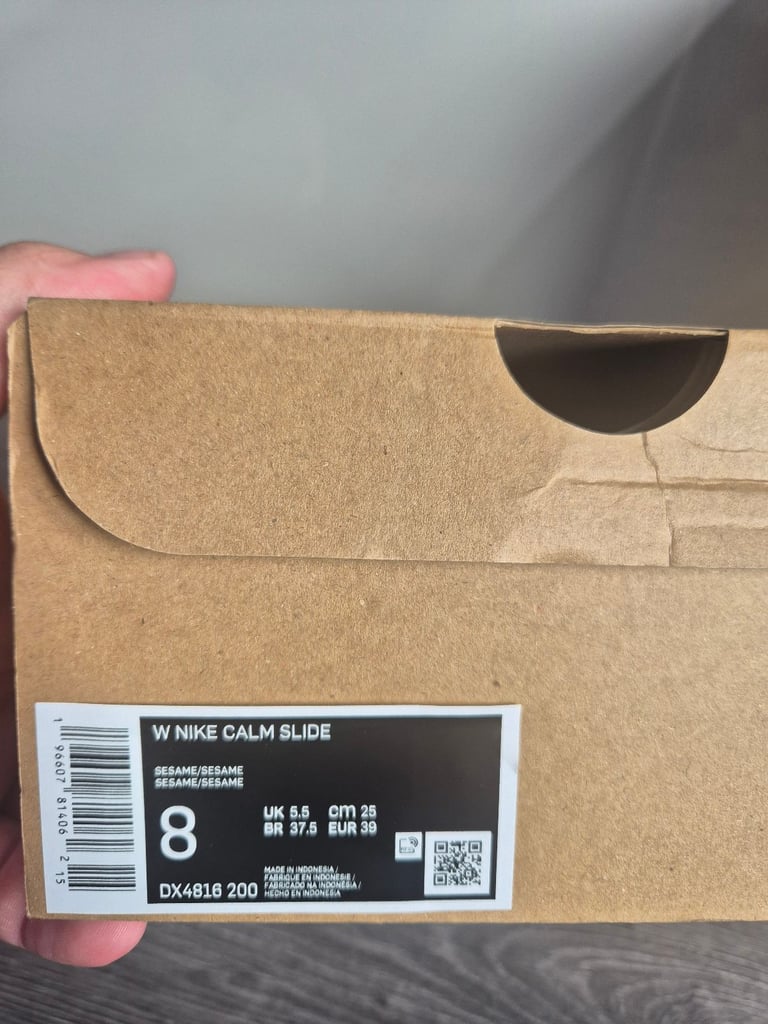 W NIKE CALM SLIDE
SESAME/SESAME
SESAME/SESAME
8
UK 5.5 cm 25
BR 37.5 EUR 39
DX4816 200
MADE IN INDONESIA /
FABRIQUE EN INDONESIE /
FABRICADO NA INDONÉSIA /
HECHO EN INDONESIA
1 96607 81406 2 15